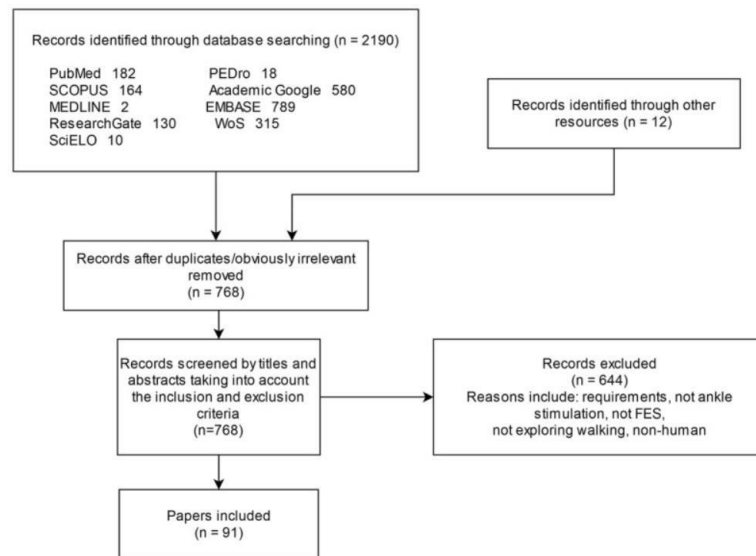 Records identified through database searching (n = 2190)
PubMed 182 PEDro 18
SCOPUS 164 Academic Google 580
MEDLINE 2 EMBASE 789
ResearchGate 130 WoS 315
SciELO 10
Records identified through other
resources (n = 12)
Records after duplicates/obviously irrelevant
removed
(n = 768)
Records screened by titles and
abstracts taking into account
the inclusion and exclusion
criteria
(n=768)
Records excluded
(n = 644)
Reasons include: requirements, not ankle
stimulation, not FES,
not exploring walking, non-human
Papers included
(n = 91)